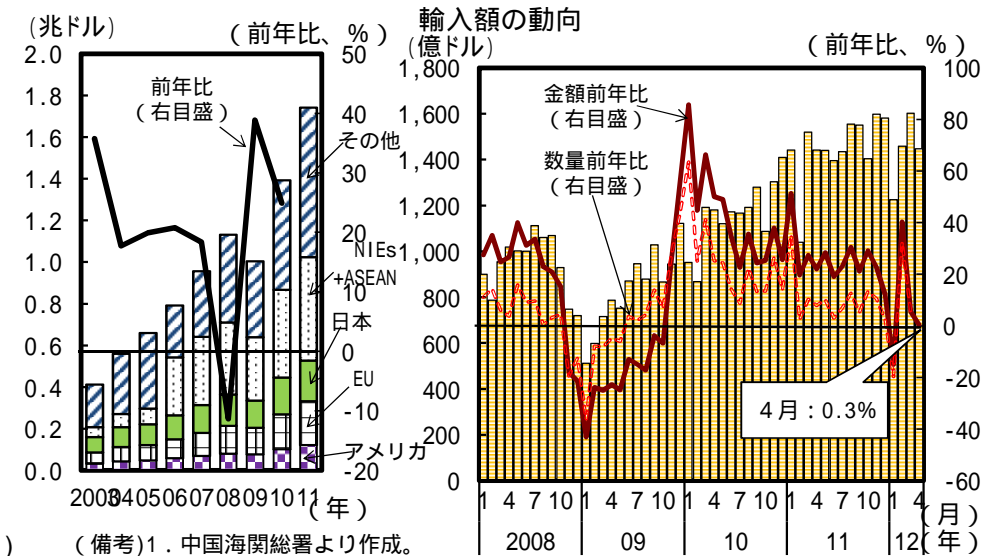 輸入額の動向
(兆ドル)
(前年比、%)
2.0
1.8
1.6
1.4
1.2
1.0
0.8
0.6
0.4
0.2
0.0
50
40
30
20
10
0
-10
-20
前年比
(右目盛)
その他
NIEs1
+ASEAN
日本
EU
アメリカ
2003 04 05 06 07 08 09 10 11
(年)
(億ドル)
(前年比、%)
1,800
1,600
1,400
1,200
1,000
800
600
400
200
0
100
80
60
40
20
0
-20
-40
-60
金額前年比
(右目盛)
数量前年比
(右目盛)
4月:0.3%
1 4 7 10 1 4 7 10 1 4 7 10 1 4 7 10 1 4
(月)
2008 09 10 11 12
(年)
) (備考)1.中国海関総署より作成。